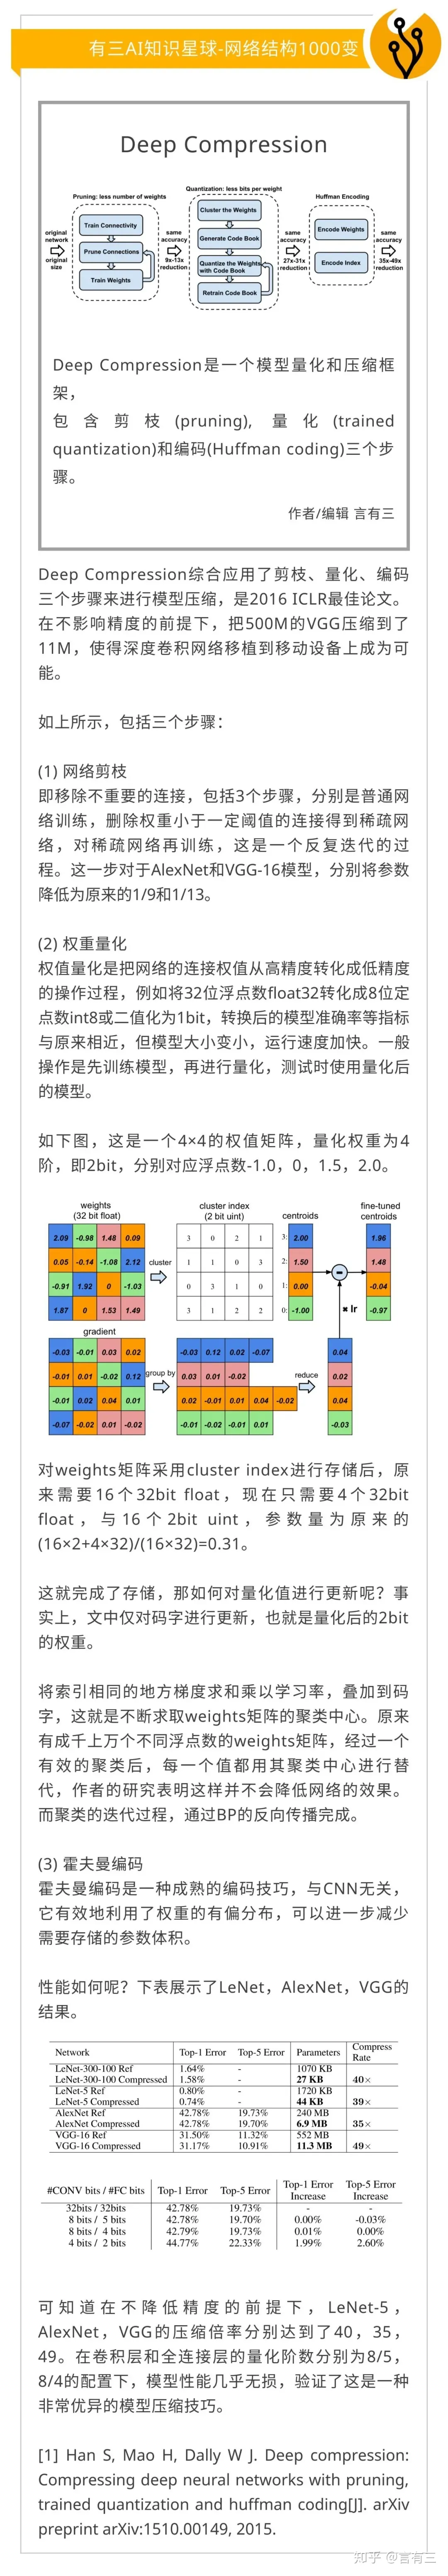 有三AI知识星球-网络结构1000变
Deep Compression
Pruning: less number of weights
Quantization: less bits per weight
Huffman Encoding
original
network
original
size
Train Connectivity
Prune Connections
Train Weights
same
accuracy
9x-13x
reduction
Cluster the Weights
Generate Code Book
Quantize the Weights
with Code Book
Retrain Code Book
same
accuracy
27x-31x
reduction
Encode Weights
Encode Index
same
accuracy
35x-49x
reduction
Deep Compression是一个模型量化和压缩框
架，
包含剪枝(pruning), 量化(trained
quantization)和编码(Huffman coding)三个步
骤。
作者/编辑 言有三
Deep Compression综合应用了剪枝、量化、编码
三个步骤来进行模型压缩，是2016 ICLR最佳论文。
在不影响精度的前提下，把500M的VGG压缩到了
11M，使得深度卷积网络移植到移动设备上成为可
能。
如上所示，包括三个步骤：
(1) 网络剪枝
即移除不重要的连接，包括3个步骤，分别是普通网
络训练，删除权重小于一定阈值的连接得到稀疏网
络，对稀疏网络再训练，这是一个反复迭代的过
程。这一步对于AlexNet和VGG-16模型，分别将参数
降低为原来的1/9和1/13。
(2) 权重量化
权值量化是把网络的连接权值从高精度转化成低精度
的操作过程，例如将32位浮点数float32转化成8位定
点数int8或二值化为1bit，转换后的模型准确率等指标
与原来相近，但模型大小变小，运行速度加快。一般
操作是先训练模型，再进行量化，测试时使用量化后
的模型。
如下图，这是一个4×4的权值矩阵，量化权重为4
阶，即2bit，分别对应浮点数-1.0，0，1.5，2.0。
weights
(32 bit float)
cluster index
(2 bit uint)
centroids
fine-tuned
centroids
2.09 -0.98 1.48 0.09
3 0 2 1
3: 2.00
1.96
0.05 -0.14 -1.08 2.12
cluster
1 1 0 3
2: 1.50
1.48
-0.91 1.92 0 -1.03
0 3 1 0
1: 0.00
-0.04
1.87 0 1.53 1.49
3 1 2 2
0: -1.00
× lr
-0.97
gradient
-0.03 -0.01 0.03 0.02
-0.03 0.12 0.02 -0.07
0.04
-0.01 0.01 -0.02 0.12
group by
0.03 0.01 -0.02
reduce
0.02
-0.01 0.02 0.04 0.01
0.02 -0.01 0.01 0.04 -0.02
0.04
-0.07 -0.02 0.01 -0.02
-0.01 -0.02 -0.01 0.01
-0.03
对weights矩阵采用cluster index进行存储后，原
来需要16个32bit float，现在只需要4个32bit
float，与16个2bit uint，参数量为原来的
(16×2+4×32)/(16×32)=0.31。
这就完成了存储，那如何对量化值进行更新呢？事
实上，文中仅对码字进行更新，也就是量化后的2bit
的权重。
将索引相同的地方梯度求和乘以学习率，叠加到码
字，这就是不断求取weights矩阵的聚类中心。原来
有成千上万个不同浮点数的weights矩阵，经过一个
有效的聚类后，每一个值都用其聚类中心进行替
代，作者的研究表明这样并不会降低网络的效果。
而聚类的迭代过程，通过BP的反向传播完成。
(3) 霍夫曼编码
霍夫曼编码是一种成熟的编码技巧，与CNN无关，
它有效地利用了权重的有偏分布，可以进一步减少
需要存储的参数体积。
性能如何呢？下表展示了LeNet，AlexNet，VGG的
结果。
Network Top-1 Error Top-5 Error Parameters Compress Rate
LeNet-300-100 Ref 1.64% - 1070 KB
LeNet-300-100 Compressed 1.58% - 27 KB 40×
LeNet-5 Ref 0.80% - 1720 KB
LeNet-5 Compressed 0.74% - 44 KB 39×
AlexNet Ref 42.78% 19.73% 240 MB
AlexNet Compressed 42.78% 19.70% 6.9 MB 35×
VGG-16 Ref 31.50% 11.32% 552 MB
VGG-16 Compressed 31.17% 10.91% 11.3 MB 49×
#CONV bits / #FC bits Top-1 Error Top-5 Error Top-1 Error Increase Top-5 Error Increase
32bits / 32bits 42.78% 19.73% - -
8 bits / 5 bits 42.78% 19.70% 0.00% -0.03%
8 bits / 4 bits 42.79% 19.73% 0.01% 0.00%
4 bits / 2 bits 44.77% 22.33% 1.99% 2.60%
可知道在不降低精度的前提下，LeNet-5，
AlexNet，VGG的压缩倍率分别达到了40，35，
49。在卷积层和全连接层的量化阶数分别为8/5，
8/4的配置下，模型性能几乎无损，验证了这是一种
非常优异的模型压缩技巧。
[1] Han S, Mao H, Dally W J. Deep compression:
Compressing deep neural networks with pruning,
trained quantization and huffman coding[J]. arXiv
preprint arXiv:1510.00149, 2015.
知乎 @言有三